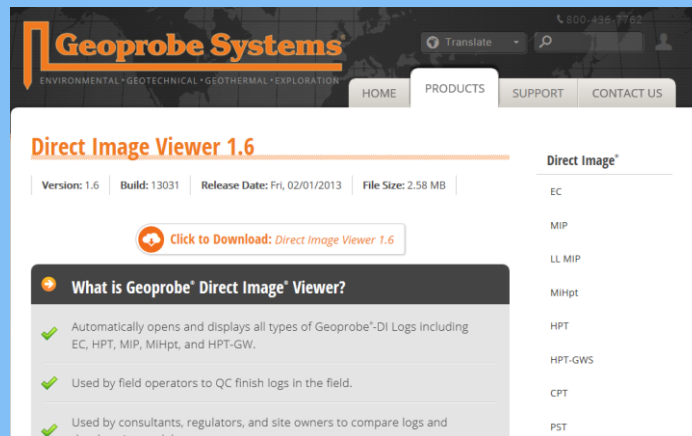 800-436-7762
Geoprobe Systems®
Translate
ENVIRONMENTAL•GEOTECHNICAL•GEOTHERMAL•EXPLORATION
HOME
PRODUCTS
SUPPORT
CONTACT US
Direct Image Viewer 1.6
Version: 1.6 Build: 13031 Release Date: Fri, 02/01/2013 File Size: 2.58 MB
Click to Download: Direct Image Viewer 1.6
What is Geoprobe® Direct Image® Viewer?
Automatically opens and displays all types of Geoprobe®-DI Logs including
EC, HPT, MIP, MiHpt, and HPT-GW.
Used by field operators to QC finish logs in the field.
Used by consultants, regulators, and site owners to compare logs and
Direct Image®
EC
MIP
LL MIP
MiHpt
HPT
HPT-GWS
CPT
PST